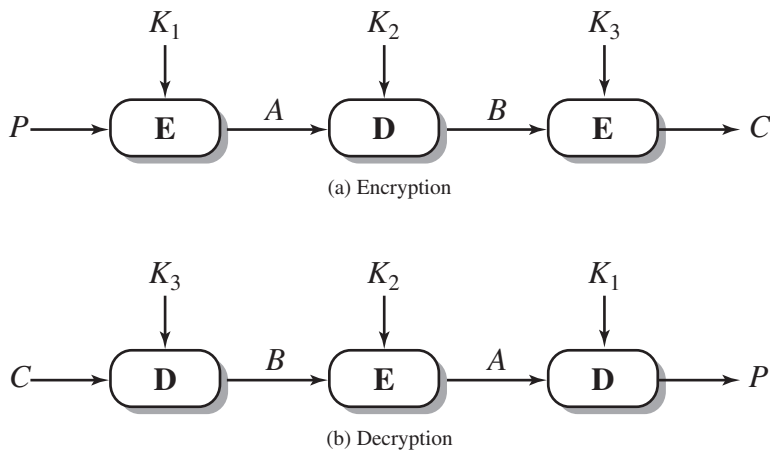 K1 K2 K3
P E A D B E C
(a) Encryption
K3 K2 K1
C D B E A D P
(b) Decryption